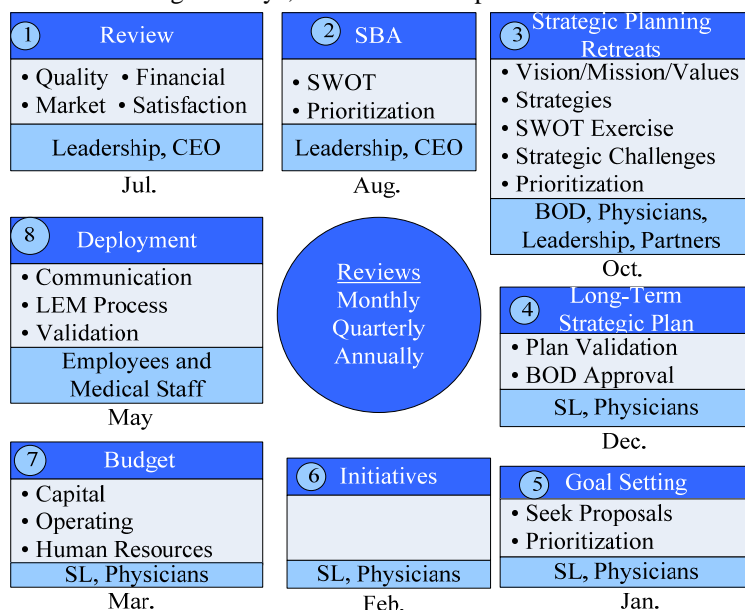 1 Review
• Quality • Financial
• Market • Satisfaction
Leadership, CEO
Jul.
2 SBA
• SWOT
• Prioritization
Leadership, CEO
Aug.
3 Strategic Planning
Retreats
• Vision/Mission/Values
• Strategies
• SWOT Exercise
• Strategic Challenges
• Prioritization
BOD, Physicians,
Leadership, Partners
Oct.
4 Long-Term
Strategic Plan
• Plan Validation
• BOD Approval
SL, Physicians
Dec.
5 Goal Setting
• Seek Proposals
• Prioritization
SL, Physicians
Jan.
6 Initiatives
SL, Physicians
Feb.
7 Budget
• Capital
• Operating
• Human Resources
SL, Physicians
Mar.
8 Deployment
• Communication
• LEM Process
• Validation
Employees and
Medical Staff
May
Reviews
Monthly
Quarterly
Annually